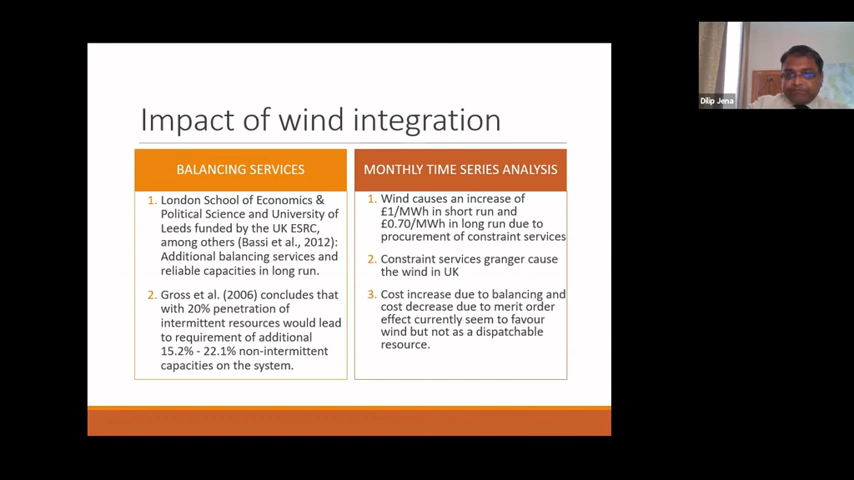 Impact of wind integration
BALANCING SERVICES
1. London School of Economics &
Political Science and University of
Leeds funded by the UK ESRC,
among others (Bassi et al., 2012):
Additional balancing services and
reliable capacities in long run.
2. Gross et al. (2006) concludes that
with 20% penetration of
intermittent resources would lead
to requirement of additional
15.2% - 22.1% non-intermittent
capacities on the system.
MONTHLY TIME SERIES ANALYSIS
1. Wind causes an increase of
£1/MWh in short run and
£0.70/MWh in long run due to
procurement of constraint services
2. Constraint services granger cause
the wind in UK
3. Cost increase due to balancing and
cost decrease due to merit order
effect currently seem to favour
wind but not as a dispatchable
resource.
Dilip Jena